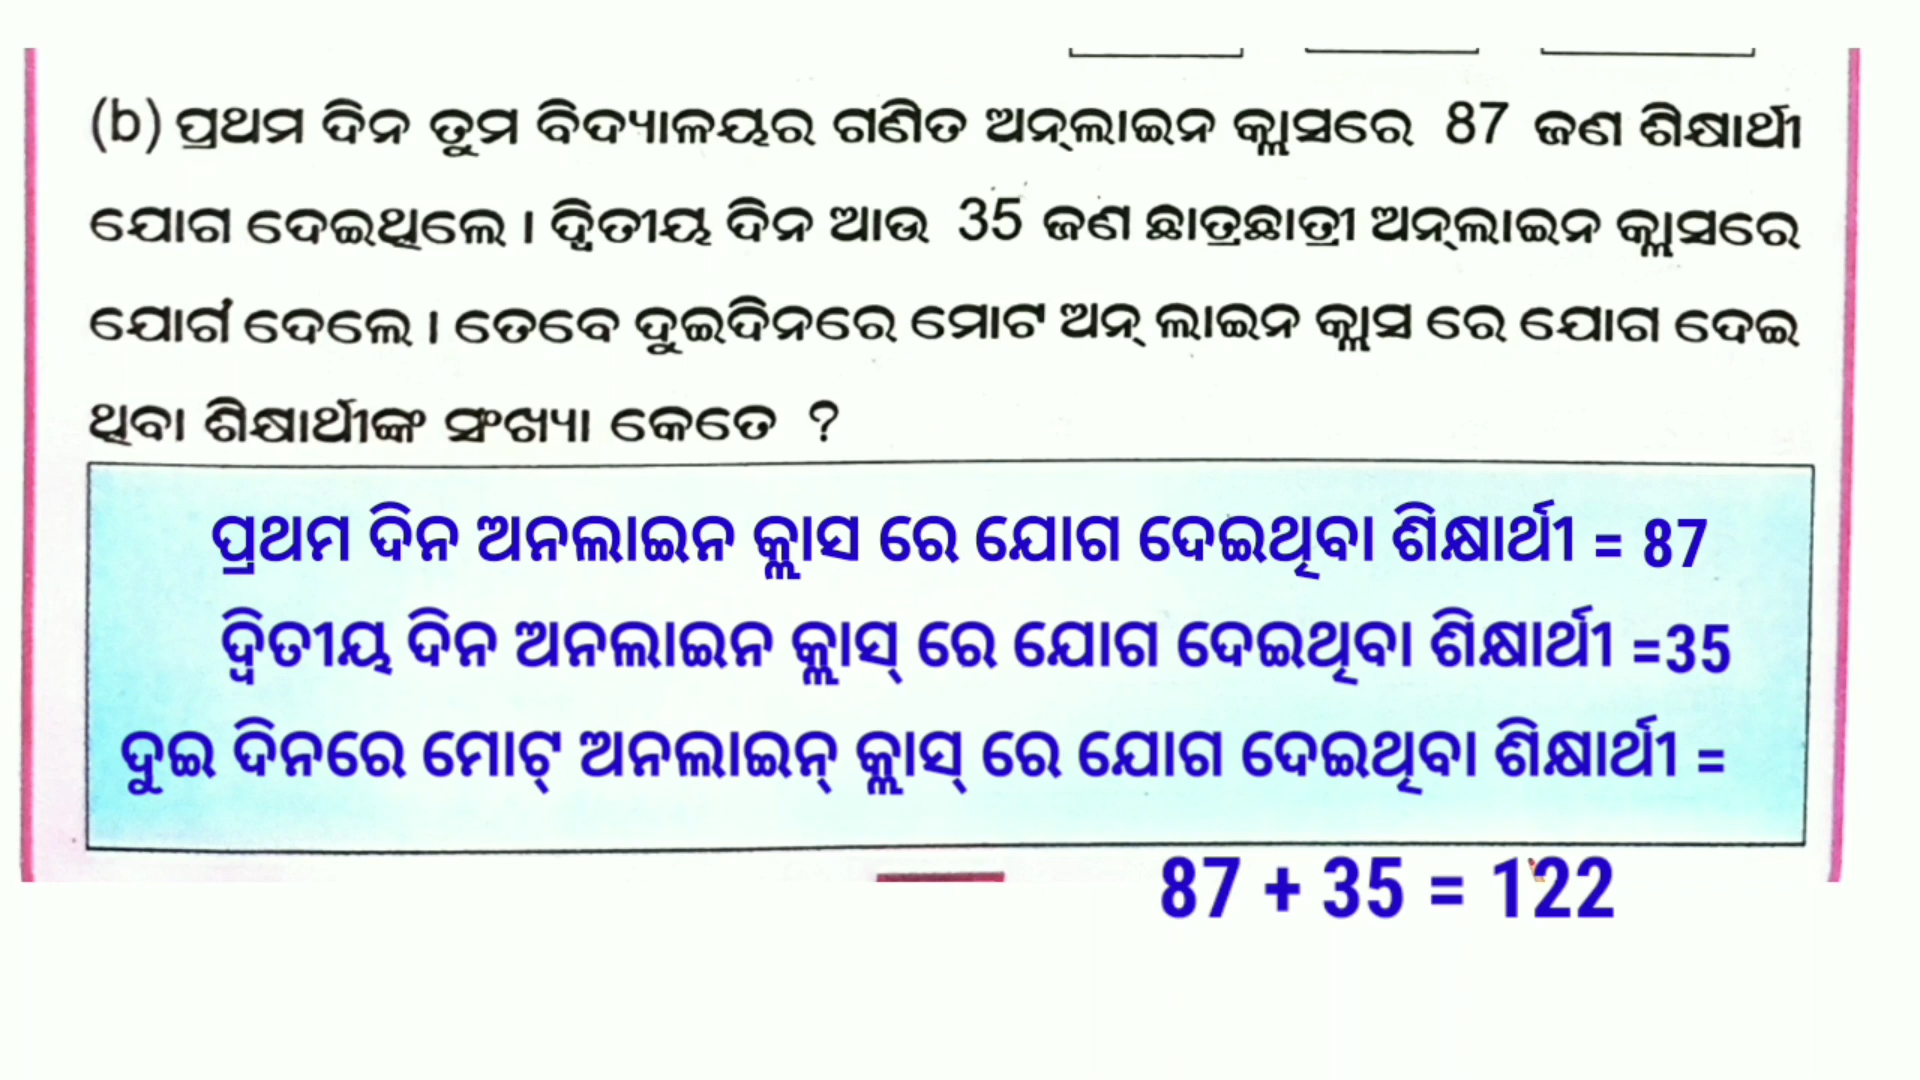 (b) ପ୍ରଥମ ଦିନ ତୁମ ବିଦ୍ୟାଳୟର ଗଣିତ ଅନ୍‌ଲାଇନ କ୍ଲାସରେ 87 ଜଣ ଶିକ୍ଷାର୍ଥୀ
ଯୋଗ ଦେଇଥିଲେ । ଦ୍ୱିତୀୟ ଦିନ ଆଉ 35 ଜଣ ଛାତ୍ରଛାତ୍ରୀ ଅନ୍‌ଲାଇନ କ୍ଲାସରେ
ଯୋଗଁ ଦେଲେ । ତେବେ ଦୁଇଦିନରେ ମୋଟ ଅନ୍ ଲାଇନ କ୍ଲାସ ରେ ଯୋଗ ଦେଇ
ଥିବା ଶିକ୍ଷାର୍ଥୀଙ୍କ ସଂଖ୍ୟା କେତେ ?
ପ୍ରଥମ ଦିନ ଅନଲାଇନ କ୍ଲାସ ରେ ଯୋଗ ଦେଇଥିବା ଶିକ୍ଷାର୍ଥୀ = 87
ଦ୍ୱିତୀୟ ଦିନ ଅନଲାଇନ କ୍ଲାସ୍ ରେ ଯୋଗ ଦେଇଥିବା ଶିକ୍ଷାର୍ଥୀ =35
ଦୁଇ ଦିନରେ ମୋଟ୍ ଅନଲାଇନ୍ କ୍ଲାସ୍ ରେ ଯୋଗ ଦେଇଥିବା ଶିକ୍ଷାର୍ଥୀ =
87 + 35 = 122